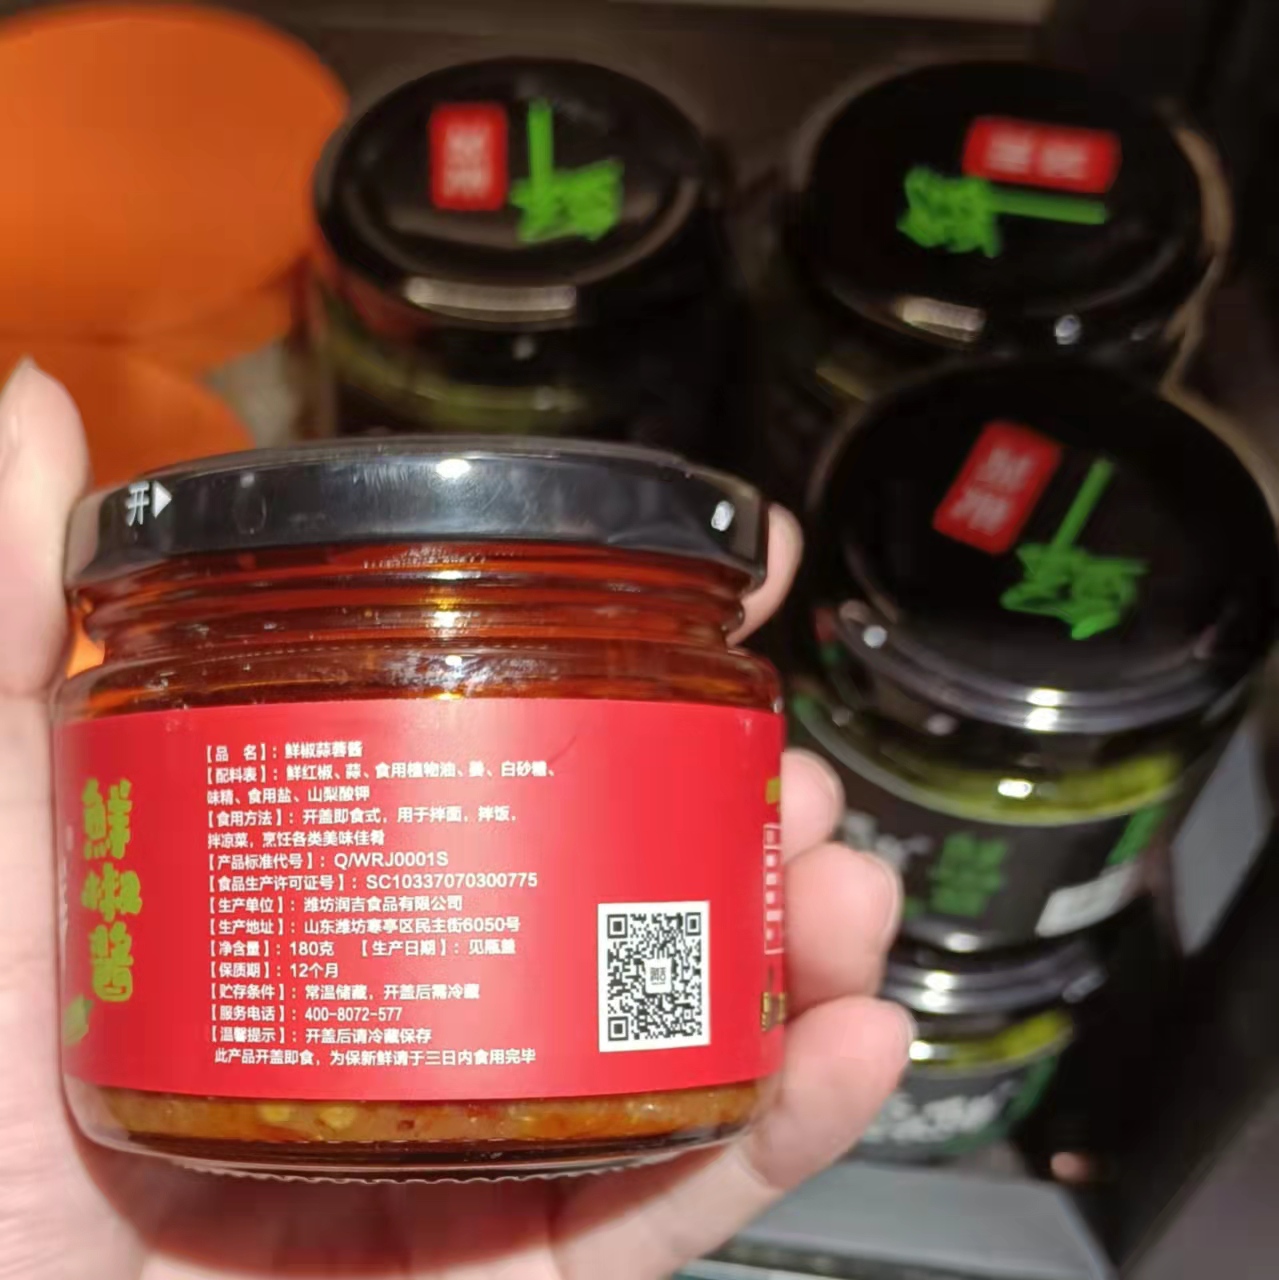 开
鲜椒酱
【品 名】：鲜椒蒜蓉酱
【配料表】：鲜红椒、蒜、食用植物油、姜、白砂糖、
味精、食用盐、山梨酸钾
【食用方法】：开盖即食式，用于拌面，拌饭，
拌凉菜，烹饪各类美味佳肴
【产品标准代号】：Q/WRJ0001S
【食品生产许可证号】：SC10337070300775
【生产单位】：潍坊润吉食品有限公司
【生产地址】：山东潍坊寒亭区民主街6050号
【净含量】：180克 【生产日期】：见瓶盖
【保质期】：12个月
【贮存条件】：常温储藏，开盖后需冷藏
【服务电话】：400-8072-577
【温馨提示】：开盖后请冷藏保存
此产品开盖即食，为保新鲜请于三日内食用完毕